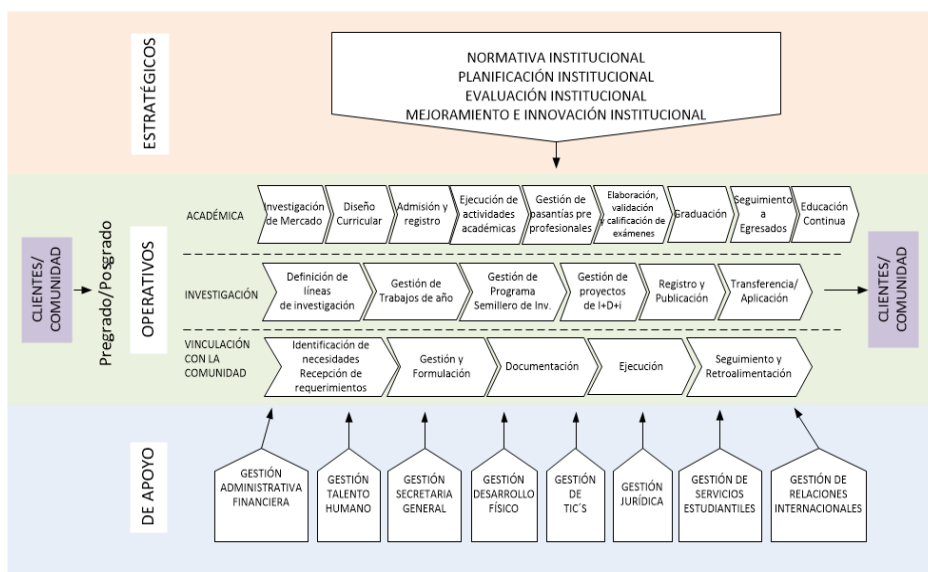 ESTRATÉGICOS
NORMATIVA INSTITUCIONAL
PLANIFICACIÓN INSTITUCIONAL
EVALUACIÓN INSTITUCIONAL
MEJORAMIENTO E INNOVACIÓN INSTITUCIONAL
CLIENTES/
COMUNIDAD
Pregrado/Posgrado
OPERATIVOS
ACADÉMICA
Investigación
de Mercado
Diseño
Curricular
Admisión y
registro
Ejecución de
actividades
académicas
Gestión de
pasantías pre
profesionales
Elaboración,
validación
y calificación de
exámenes
Graduación
Seguimiento
a
Egresados
Educación
Continua
INVESTIGACIÓN
Definición de
líneas
de investigación
Gestión de
Trabajos de año
Gestión de
Programa
Semillero de Inv.
Gestión de
proyectos
de I+D+i
Registro y
Publicación
Transferencia/
Aplicación
VINCULACIÓN
CON LA
COMUNIDAD
Identificación de
necesidades
Recepción de
requerimientos
Gestión y
Formulación
Documentación
Ejecución
Seguimiento y
Retroalimentación
CLIENTES/
COMUNIDAD
DE APOYO
GESTIÓN
ADMINISTRATIVA
FINANCIERA
GESTIÓN
TALENTO
HUMANO
GESTIÓN
SECRETARIA
GENERAL
GESTIÓN
DESARROLLO
FÍSICO
GESTIÓN
DE
TIC´S
GESTIÓN
JURÍDICA
GESTIÓN DE
SERVICIOS
ESTUDIANTILES
GESTIÓN DE
RELACIONES
INTERNACIONALES